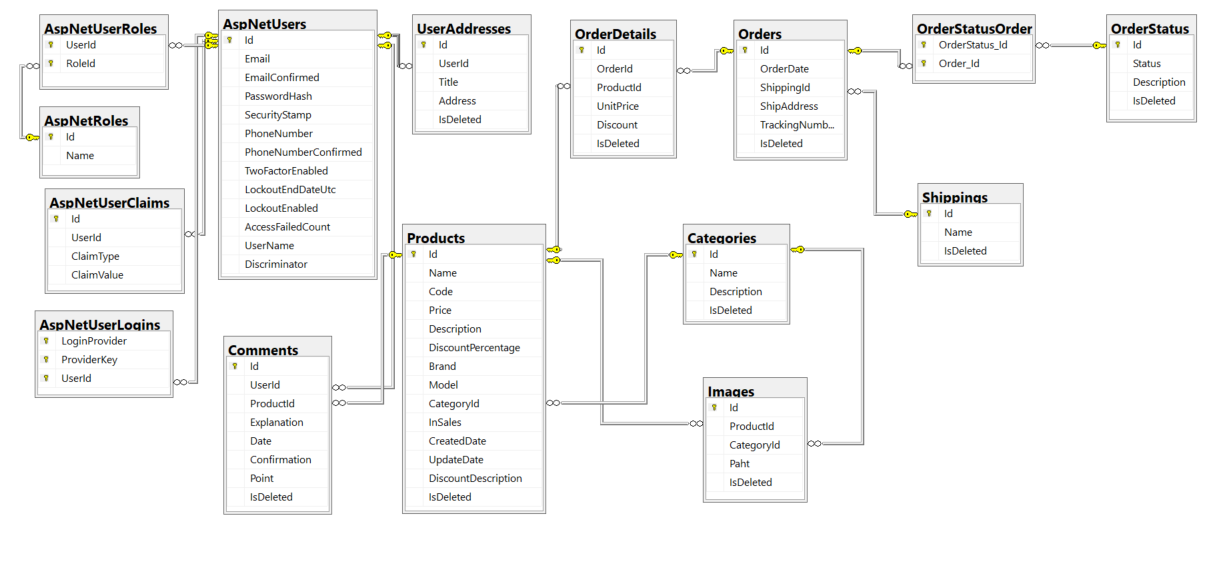 AspNetUserRoles
UserId
RoleId
AspNetRoles
Id
Name
AspNetUserClaims
Id
UserId
ClaimType
ClaimValue
AspNetUserLogins
LoginProvider
ProviderKey
UserId
AspNetUsers
Id
Email
EmailConfirmed
PasswordHash
SecurityStamp
PhoneNumber
PhoneNumberConfirmed
TwoFactorEnabled
LockoutEndDateUtc
LockoutEnabled
AccessFailedCount
UserName
Discriminator
Comments
Id
UserId
ProductId
Explanation
Date
Confirmation
Point
IsDeleted
UserAddresses
Id
UserId
Title
Address
IsDeleted
Products
Id
Name
Code
Price
Description
DiscountPercentage
Brand
Model
CategoryId
InSales
CreatedDate
UpdateDate
DiscountDescription
IsDeleted
OrderDetails
Id
OrderId
ProductId
UnitPrice
Discount
IsDeleted
Orders
Id
OrderDate
ShippingId
ShipAddress
TrackingNumb...
IsDeleted
Categories
Id
Name
Description
IsDeleted
Images
Id
ProductId
CategoryId
Paht
IsDeleted
OrderStatusOrder
OrderStatus_Id
Order_Id
OrderStatus
Id
Status
Description
IsDeleted
Shippings
Id
Name
IsDeleted